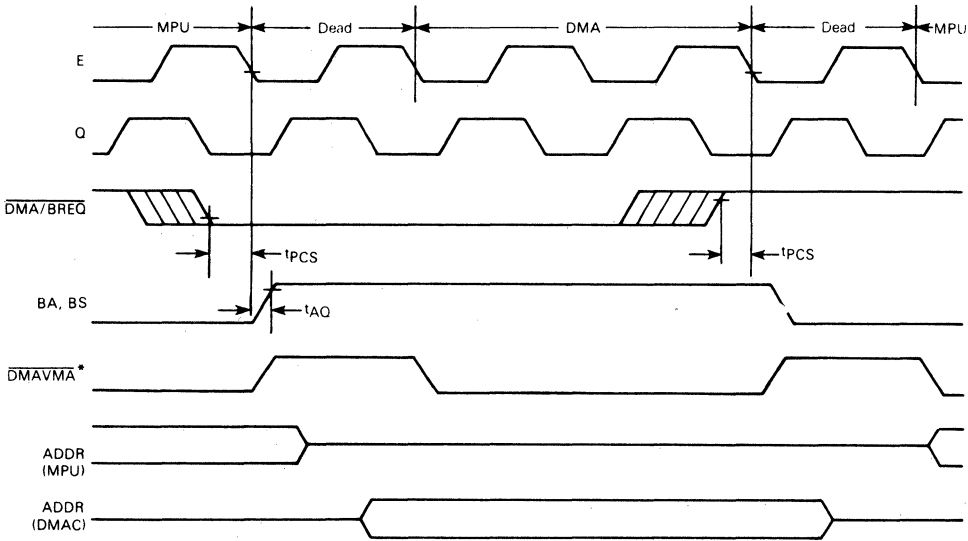 MPU Dead DMA Dead MPU
E
Q
DMA/BREQ
tPCS tPCS
BA, BS
tAQ
DMAVMA*
ADDR
(MPU)
ADDR
(DMAC)